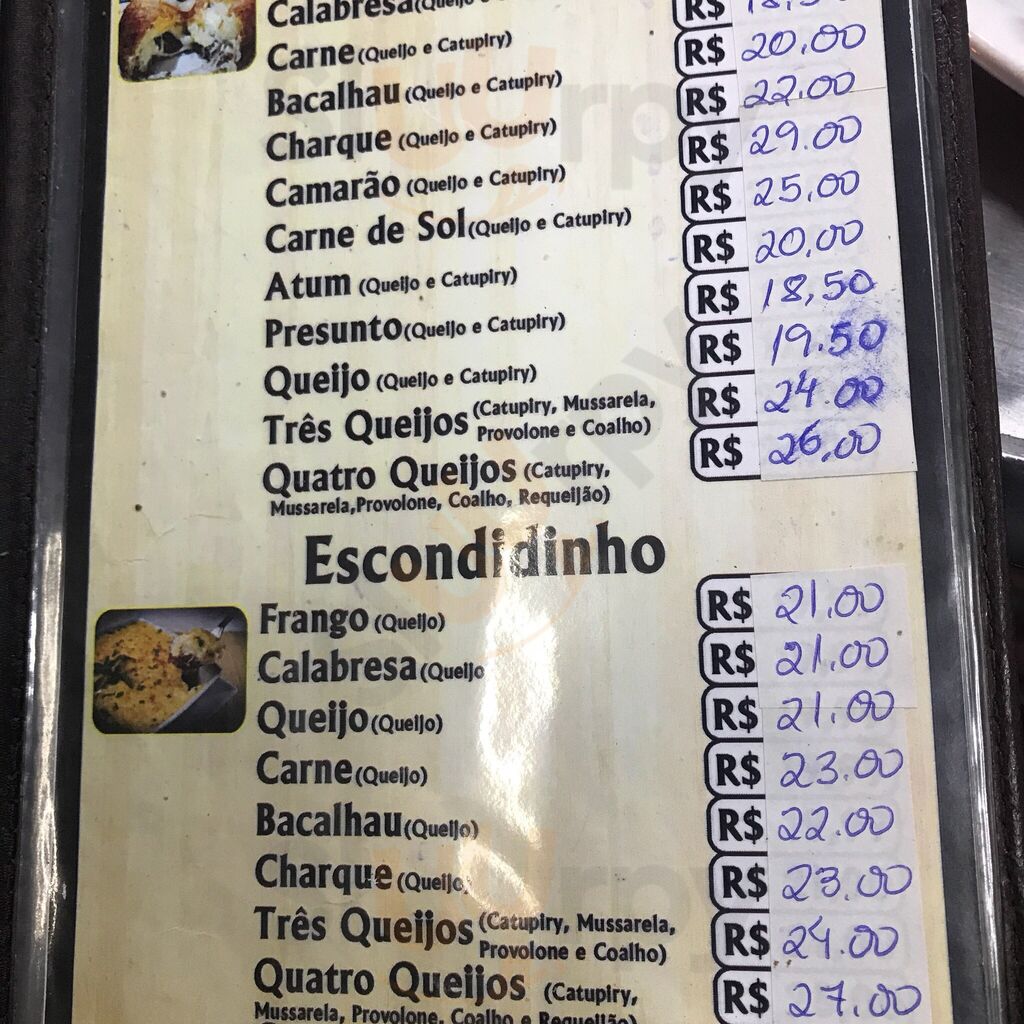 Calabresa(Queijo e
R$ 18,50
Carne (Queijo e Catupiry) R$ 20,00
Bacalhau (Queijo e Catupiry) R$ 22.00
Charque (Queijo e Catupiry) R$ 29.00
Camarão (Queijo e Catupiry) R$ 25,00
Carne de Sol (Queijo e Catupiry) R$ 20,00
Atum (Queijo e Catupiry) R$ 18,50
Presunto (Queijo e Catupiry) R$ 19.50
Queijo (Queijo e Catupiry) R$ 24.00
Três Queijos (Catupiry, Mussarela, R$ 26,00
Provolone e Coalho)
Quatro Queijos (Catupiry,
Mussarela,Provolone, Coalho, Requeijão)
Escondidinho
Frango (Queijo) R$ 21.00
Calabresa (Queijo R$ 21.00
Queijo (Queijo) R$ 21.00
Carne (Queijo) R$ 23.00
Bacalhau (Queijo) R$ 22.00
Charque (Queijo) R$ 23.00
Três Queijos (Catupiry, Mussarela, R$ 24.00
Provolone e Coalho)
Quatro Queijos (Catupiry, R$ 27.00
Mussarela, Provolone, Coalho e Requeijão)